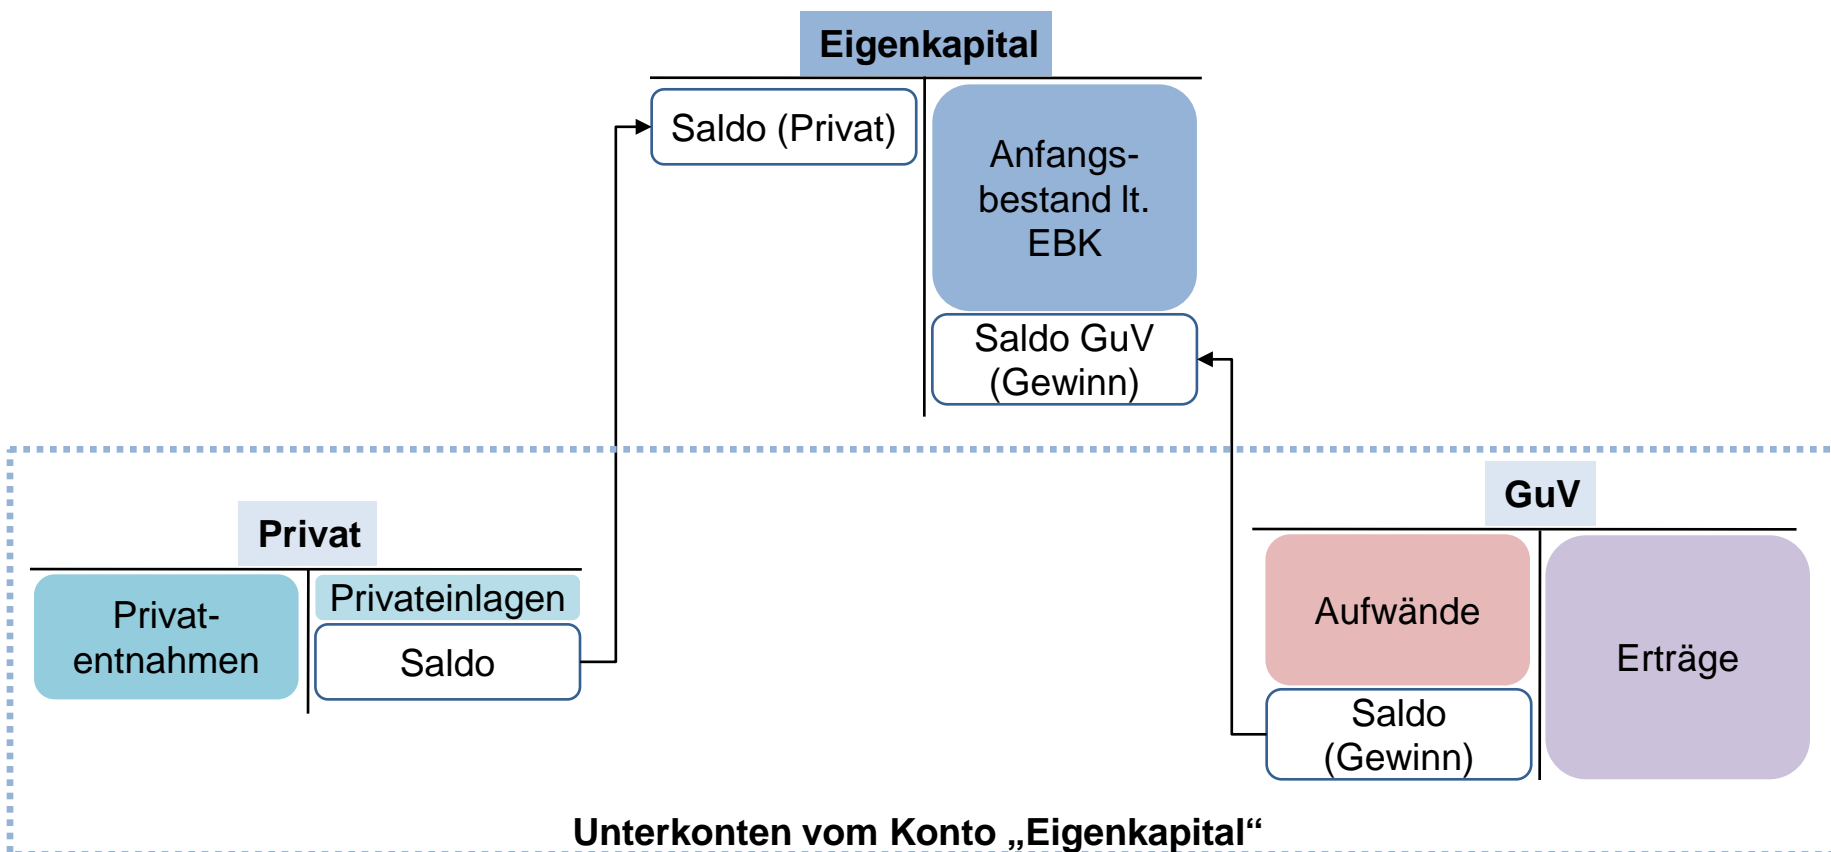 Eigenkapital
Saldo (Privat)
Anfangs-
bestand lt.
EBK
Saldo GuV
(Gewinn)
Privat
Privat-
entnahmen
Privateinlagen
Saldo
GuV
Aufwände
Saldo
(Gewinn)
Erträge
Unterkonten vom Konto „Eigenkapital“